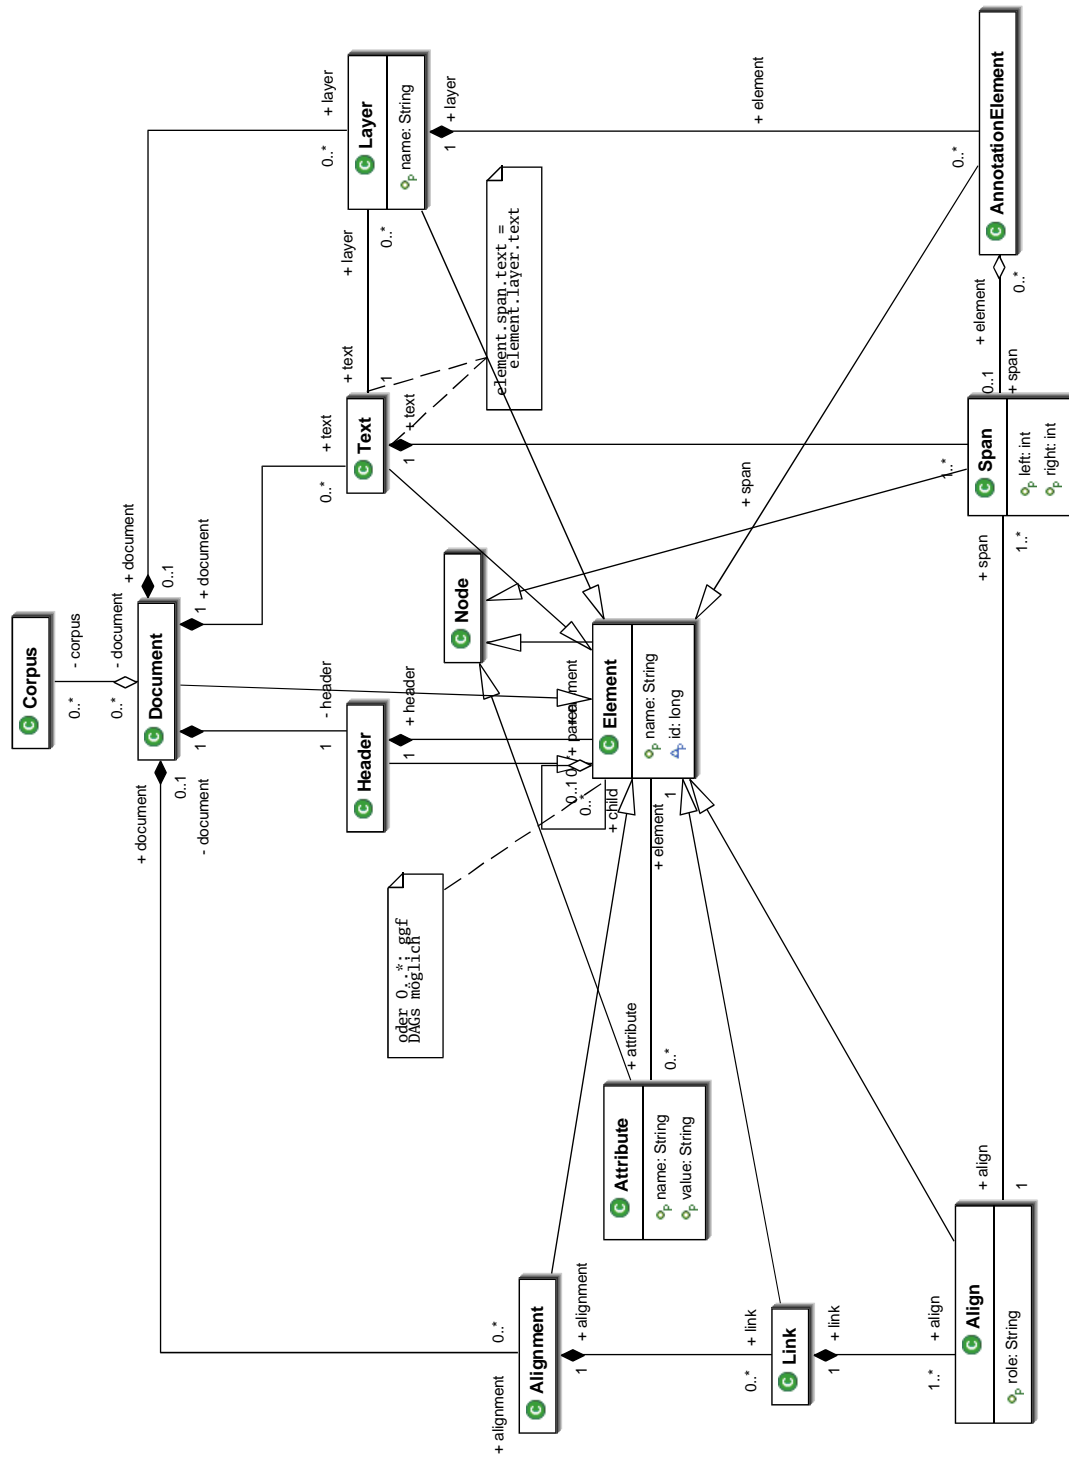 Corpus
- corpus
0..*
- document
0..*
Document
+ document
0..1
+ document
1
- header
1
1
+ document
0..1
- document
Layer
name: String
+ layer
0..*
+ layer
1
+ element
0..*
AnnotationElement
+ layer
0..*
+ text
1
Text
+ text
0..*
+ text
1
element.span.text =
element.layer.text
Header
+ header
1
Node
Element
name: String
id: long
0..1
0..*
+ child
+ element
1
oder 0..*: ggf
DAGs möglich
+ attribute
0..*
Attribute
name: String
value: String
+ span
1..*
+ element
0..*
0..1
+ span
Span
left: int
right: int
+ span
1..*
+ align
1
Alignment
+ alignment
0..*
+ alignment
1
+ link
0..*
Link
+ link
1
+ align
1..*
Align
role: String